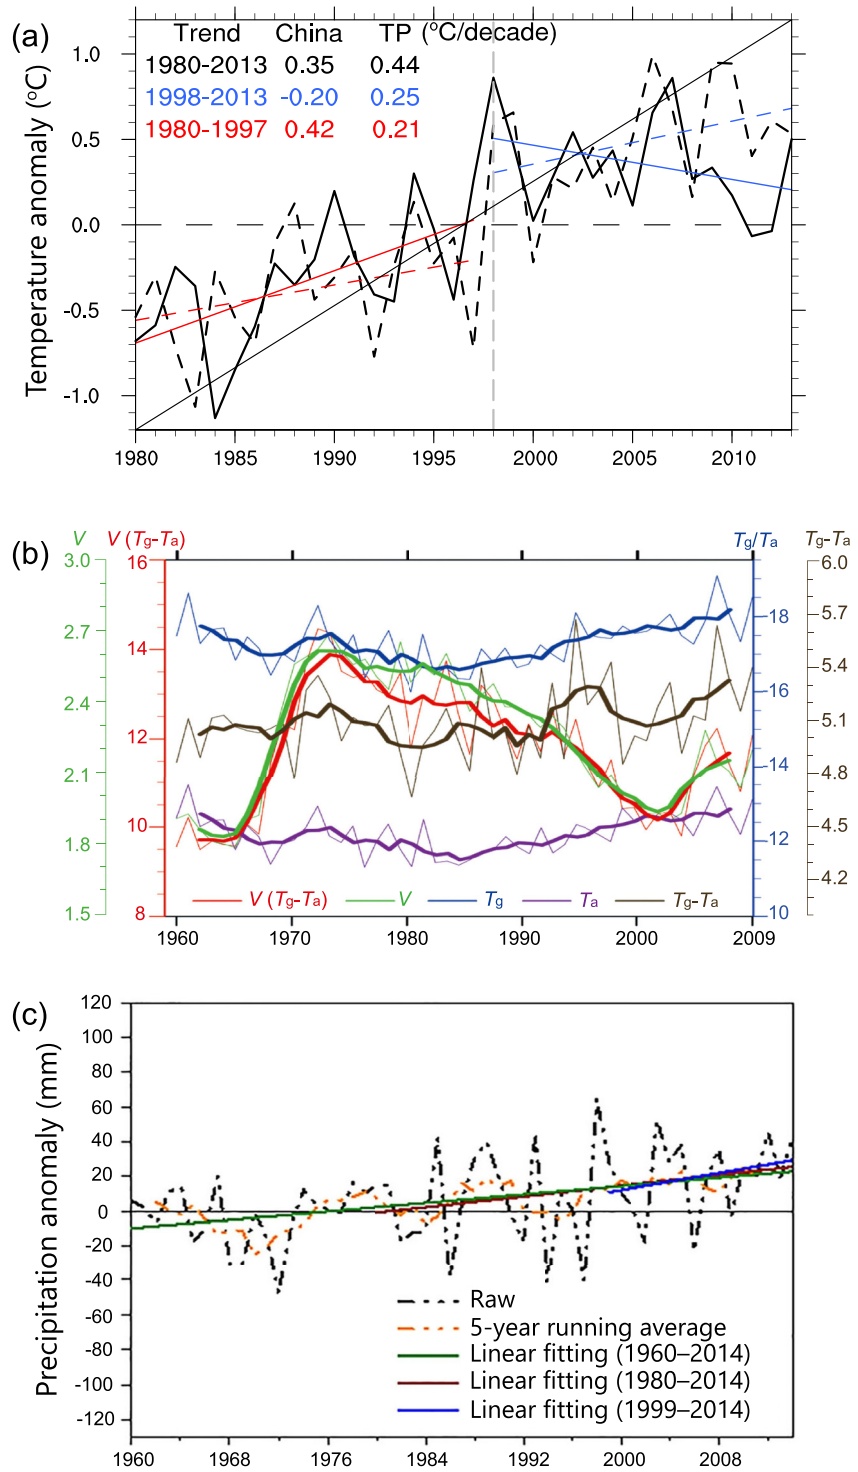 (a)
Trend China TP (°C/decade)
1980-2013 0.35 0.44
1998-2013 -0.20 0.25
1980-1997 0.42 0.21
Temperature anomaly (°C)
1.0
0.5
0.0
-0.5
-1.0
1980 1985 1990 1995 2000 2005 2010
(b)
V V (Tg-Ta) Tg/Ta Tg-Ta
3.0 16 6.0
18 5.7
2.7 14
5.4
2.4 16
5.1
12 14
2.1 4.8
10
1.8 12 4.5
4.2
1.5 8 10
V (Tg-Ta) V Tg Ta Tg-Ta
1960 1970 1980 1990 2000 2009
(c)
Precipitation anomaly (mm)
120
100
80
60
40
20
0
-20
-40
-60
-80
-100
-120
Raw
5-year running average
Linear fitting (1960–2014)
Linear fitting (1980–2014)
Linear fitting (1999–2014)
1960 1968 1976 1984 1992 2000 2008